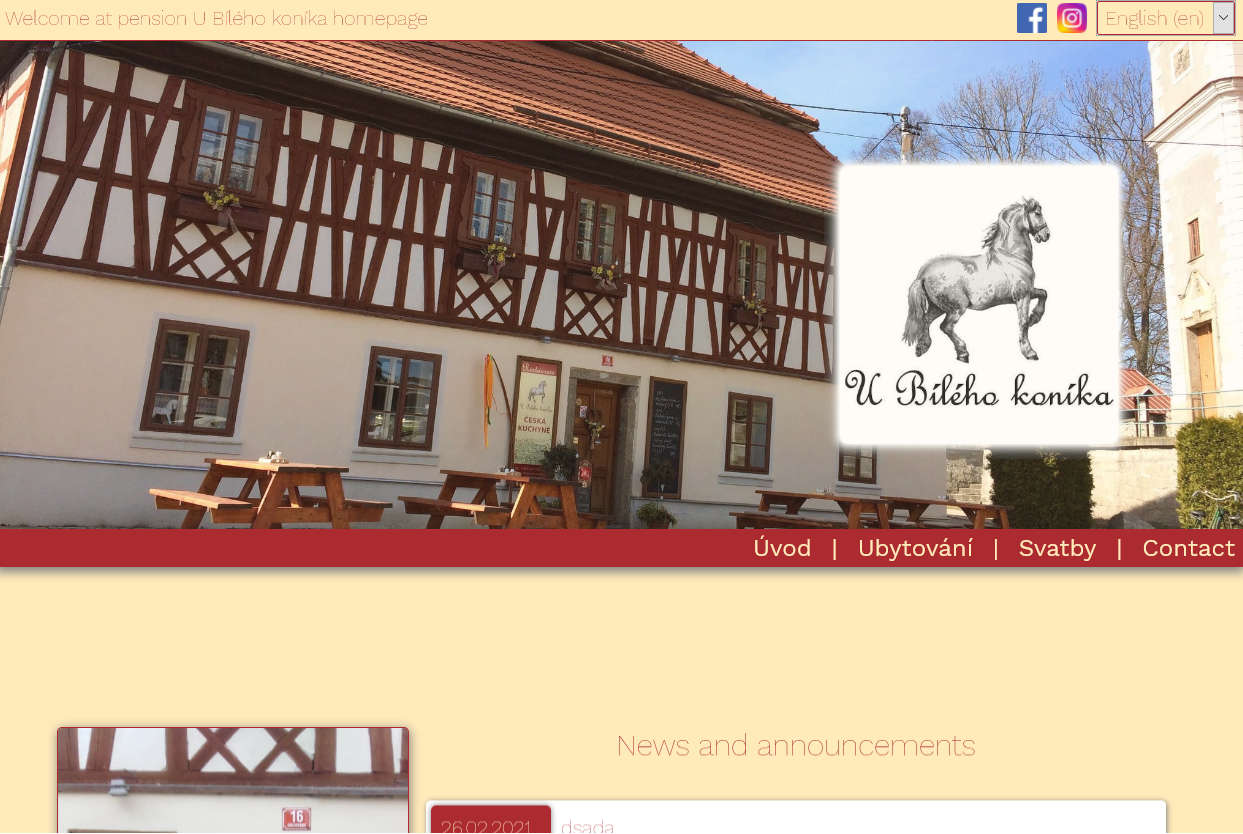 Welcome at pension U Bílého koníka homepage
English (en)
Restaurace
U Bílého koníka
ČESKÁ
KUCHYNĚ
U Bílého koníka
Úvod | Ubytování | Svatby | Contact
News and announcements
16
26.02.2021
dsada